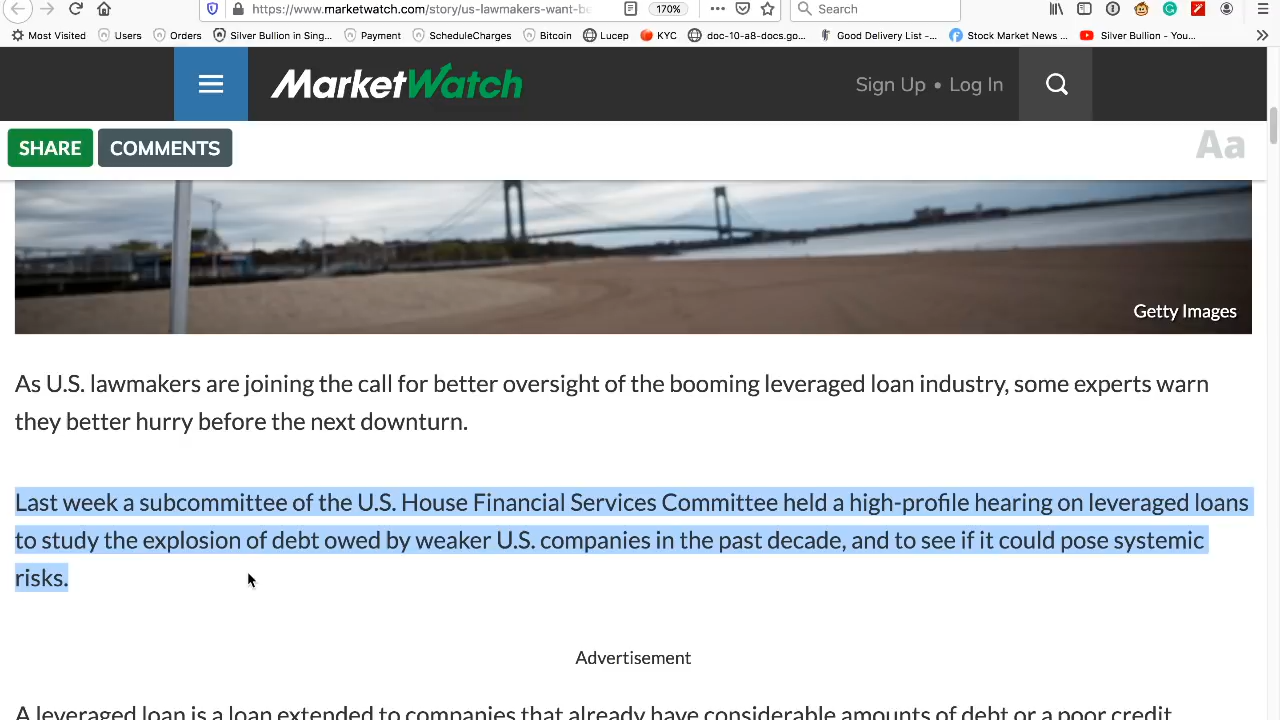 https://www.marketwatch.com/story/us-lawmakers-want-be
170%
Search
Most Visited
Users
Orders
Silver Bullion in Sing...
Payment
ScheduleCharges
Bitcoin
Lucep
KYC
doc-10-a8-docs.go...
Good Delivery List -...
Stock Market News ...
Silver Bullion - You...
MarketWatch
Sign Up • Log In
SHARE
COMMENTS
Aa
Getty Images
As U.S. lawmakers are joining the call for better oversight of the booming leveraged loan industry, some experts warn
they better hurry before the next downturn.
Last week a subcommittee of the U.S. House Financial Services Committee held a high-profile hearing on leveraged loans
to study the explosion of debt owed by weaker U.S. companies in the past decade, and to see if it could pose systemic
risks.
Advertisement
A leveraged loan is a loan extended to companies that already have considerable amounts of debt or a poor credit